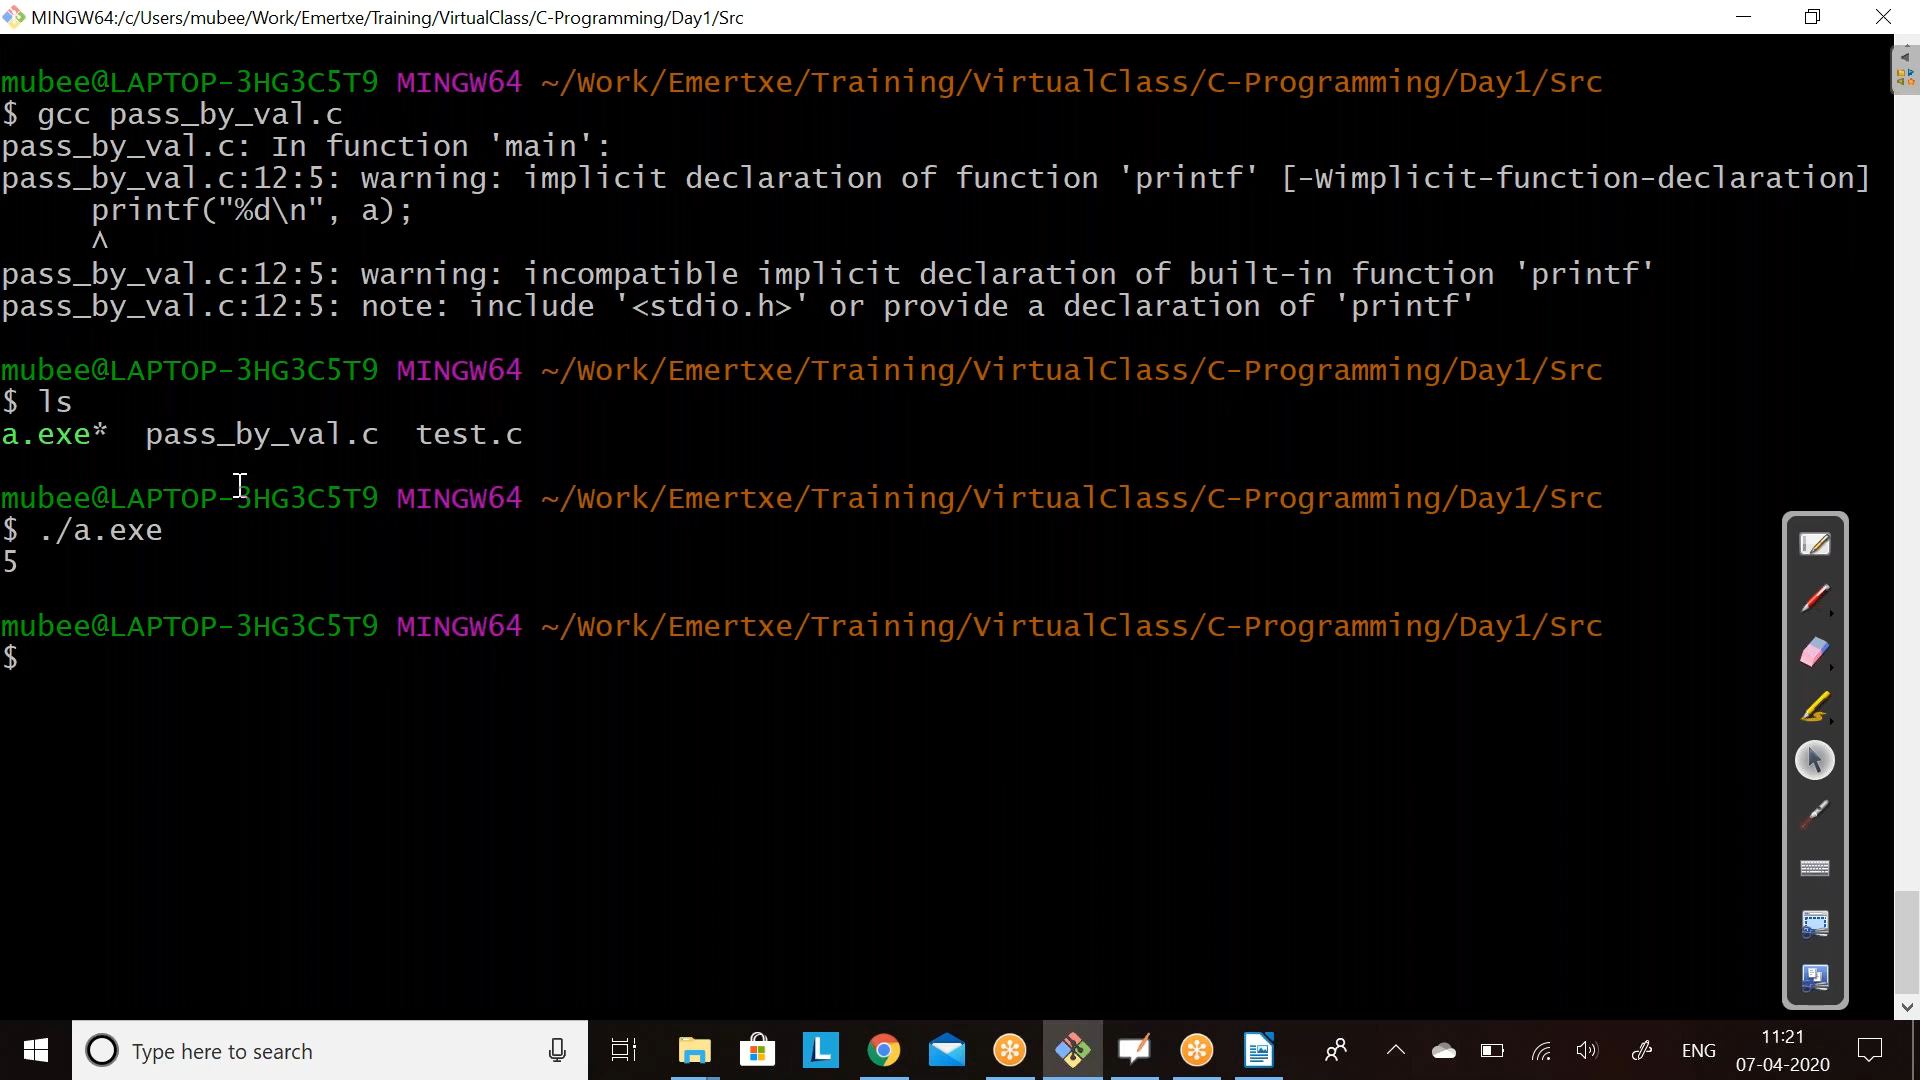 MINGW64:/c/Users/mubee/Work/Emertxe/Training/VirtualClass/C-Programming/Day1/Src
mubee@LAPTOP-3HG3C5T9 MINGW64 ~/Work/Emertxe/Training/VirtualClass/C-Programming/Day1/Src
$ gcc pass_by_val.c
pass_by_val.c: In function 'main':
pass_by_val.c:12:5: warning: implicit declaration of function 'printf' [-Wimplicit-function-declaration]
printf("%d\n", a);
^
pass_by_val.c:12:5: warning: incompatible implicit declaration of built-in function 'printf'
pass_by_val.c:12:5: note: include '<stdio.h>' or provide a declaration of 'printf'
mubee@LAPTOP-3HG3C5T9 MINGW64 ~/Work/Emertxe/Training/VirtualClass/C-Programming/Day1/Src
$ ls
a.exe* pass_by_val.c test.c
mubee@LAPTOP-3HG3C5T9 MINGW64 ~/Work/Emertxe/Training/VirtualClass/C-Programming/Day1/Src
$ ./a.exe
5
mubee@LAPTOP-3HG3C5T9 MINGW64 ~/Work/Emertxe/Training/VirtualClass/C-Programming/Day1/Src
$
Type here to search
L
ENG
11:21
07-04-2020